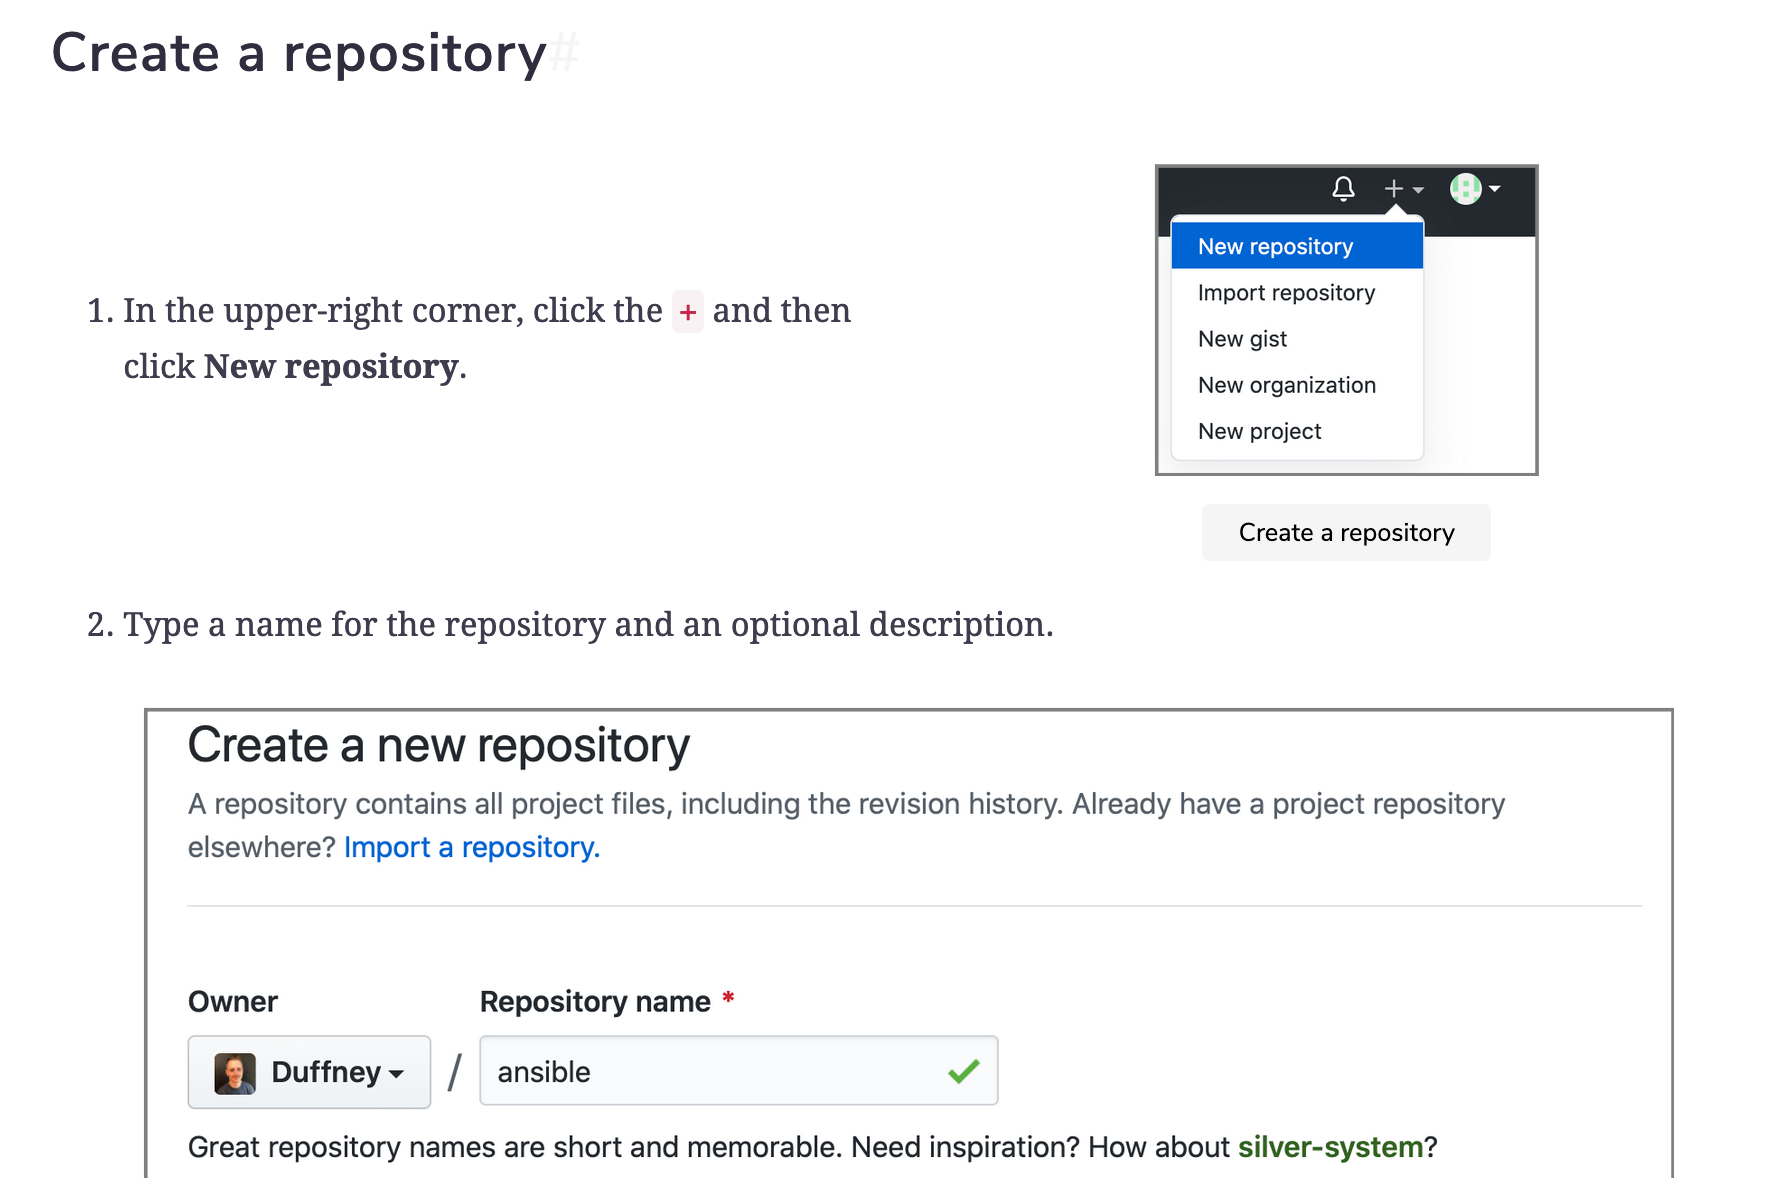 Create a repository#
1. In the upper-right corner, click the + and then
click New repository.
New repository
Import repository
New gist
New organization
New project
Create a repository
2. Type a name for the repository and an optional description.
Create a new repository
A repository contains all project files, including the revision history. Already have a project repository
elsewhere? Import a repository.
Owner
Repository name *
Duffney / ansible
Great repository names are short and memorable. Need inspiration? How about silver-system?